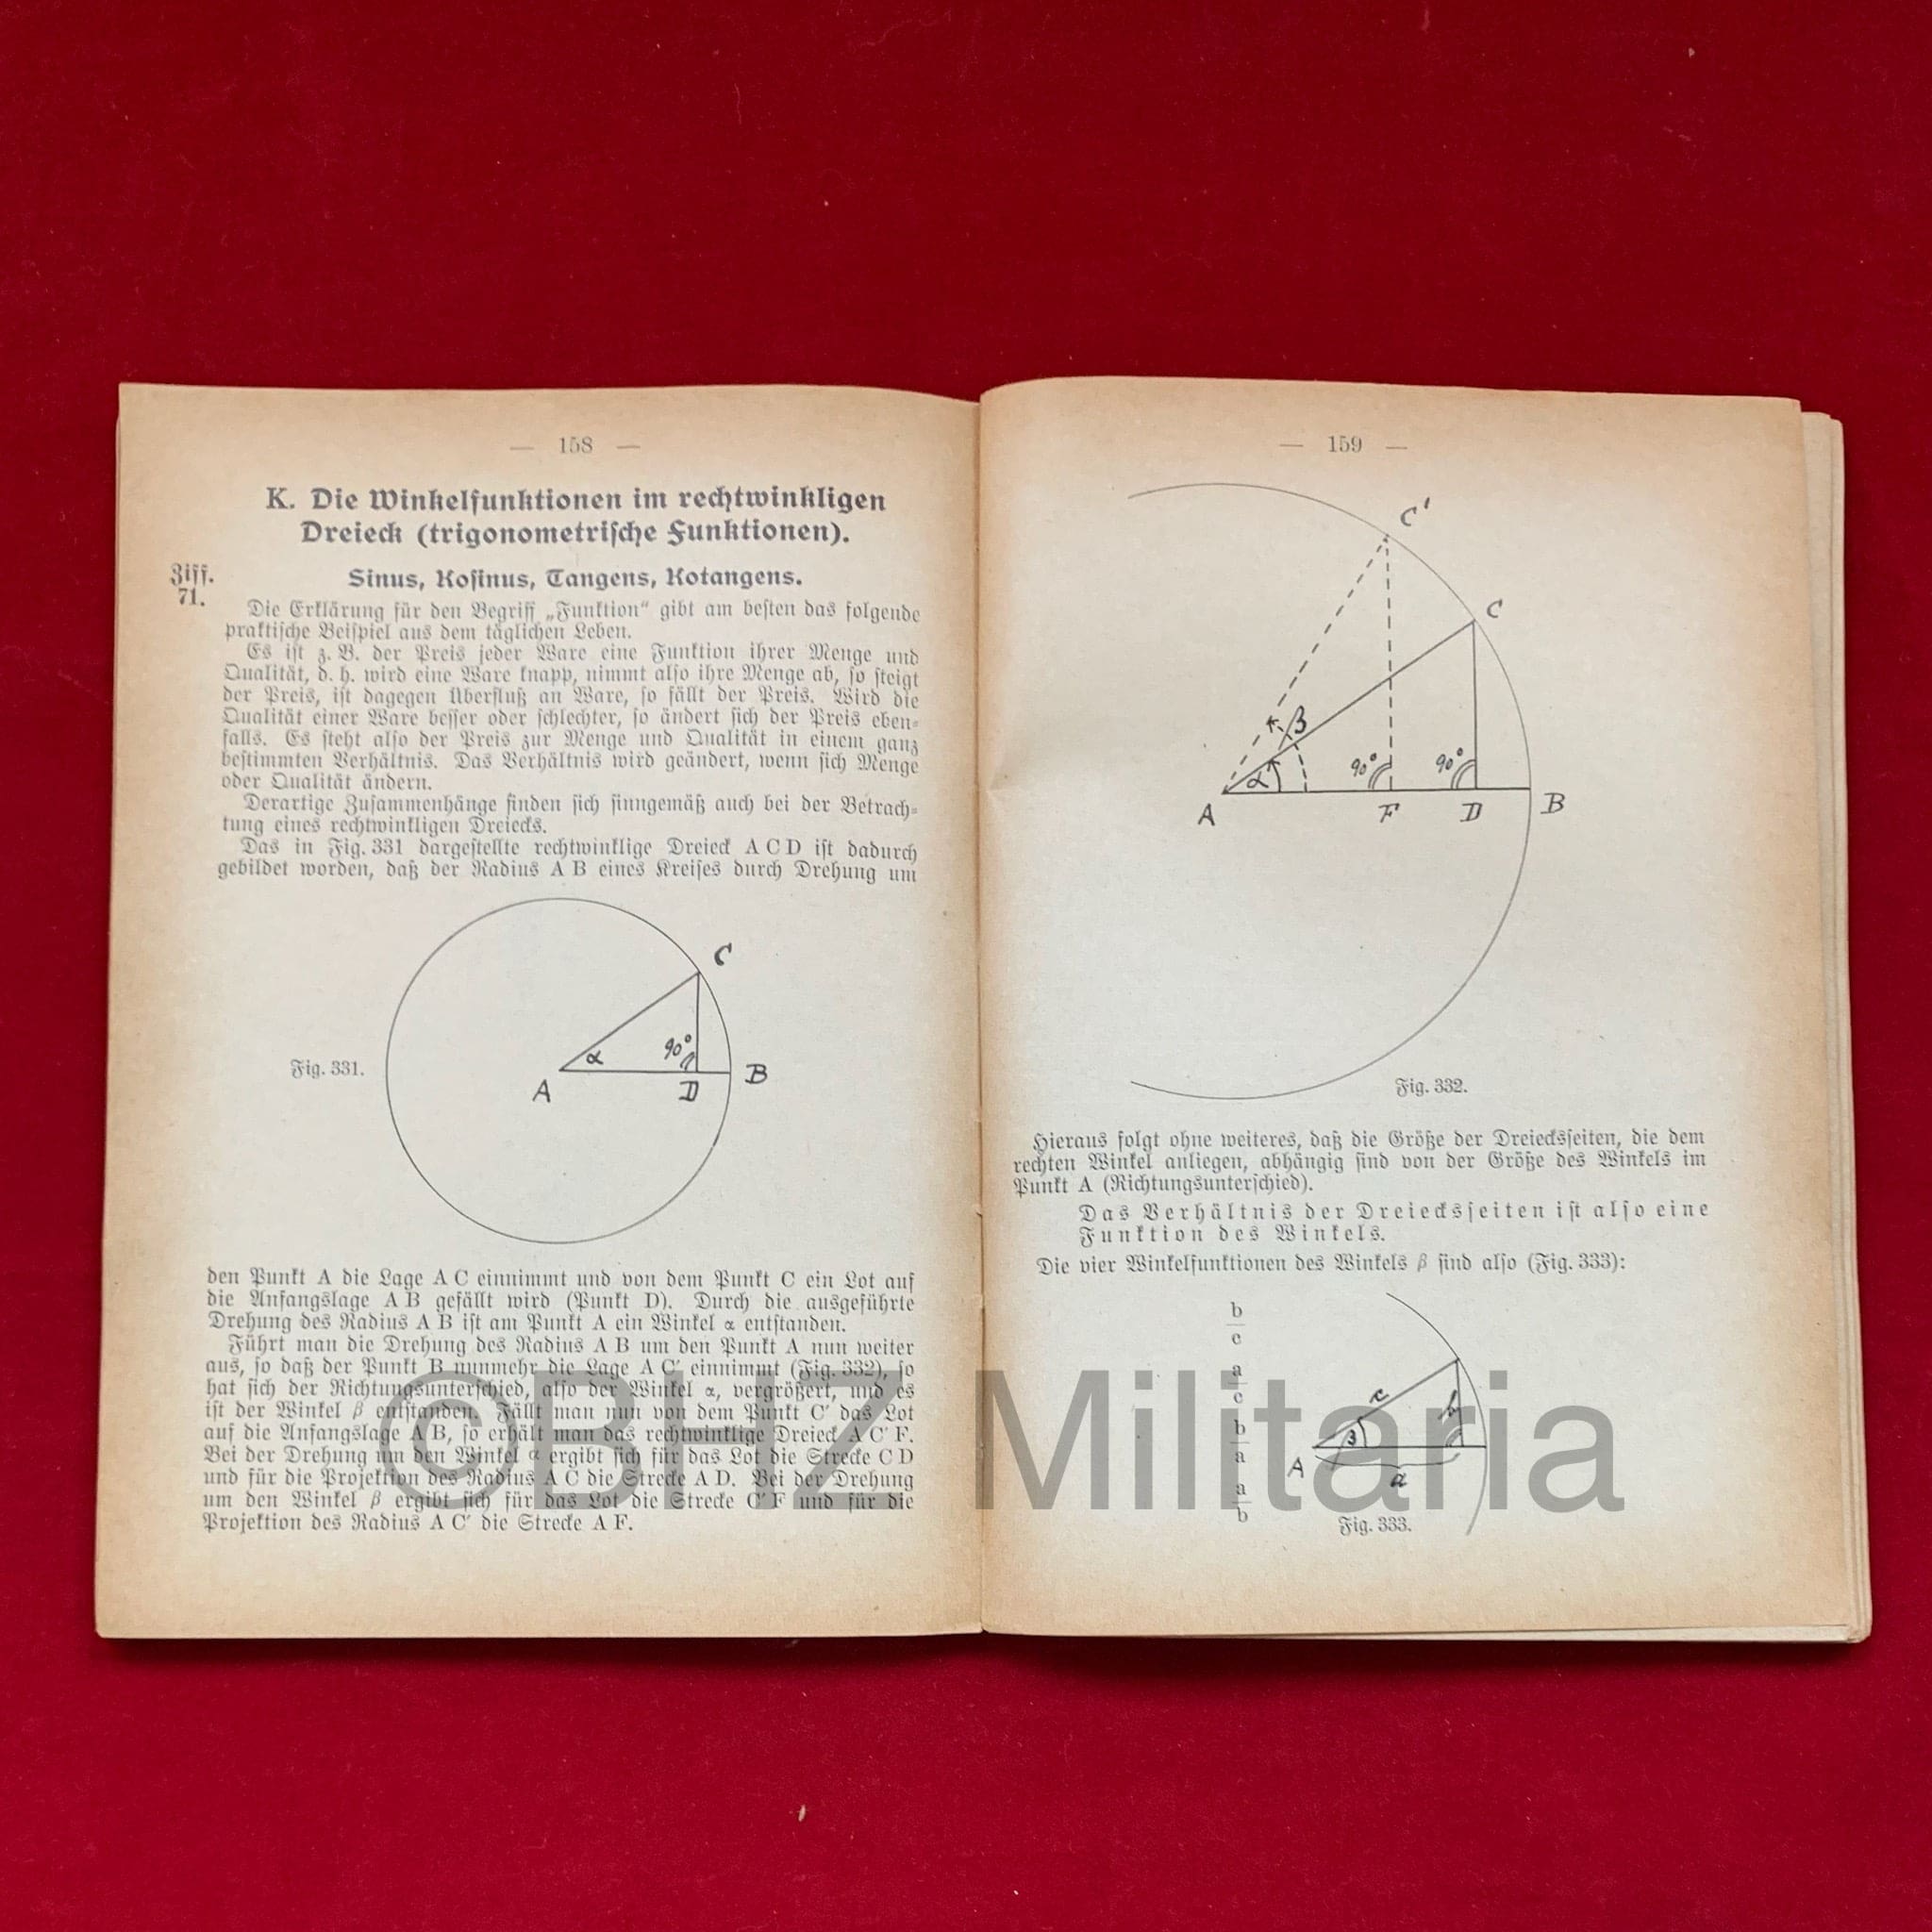 — 158 —
K. Die Winkelfunktionen im rechtwinkligen
Dreieck (trigonometrische Funktionen).
Ziff.
71.
Sinus, Kosinus, Tangens, Kotangens.
Die Erklärung für den Begriff „Funktion“ gibt am besten das folgende
praktische Beispiel aus dem täglichen Leben.
Es ist z. B. der Preis jeder Ware eine Funktion ihrer Menge und
Qualität, d. h. wird eine Ware knapp, nimmt also ihre Menge ab, so steigt
der Preis, ist dagegen Überfluß an Ware, so fällt der Preis. Wird die
Qualität einer Ware besser oder schlechter, so ändert sich der Preis eben-
falls. Es steht also der Preis zur Menge und Qualität in einem ganz
bestimmten Verhältnis. Das Verhältnis wird geändert, wenn sich Menge
oder Qualität ändern.
Derartige Zusammenhänge finden sich sinngemäß auch bei der Betrach-
tung eines rechtwinkligen Dreiecks.
Das in Fig. 331 dargestellte rechtwinklige Dreieck A C D ist dadurch
gebildet worden, daß der Radius A B eines Kreises durch Drehung um
C
α
90°
A
D
B
Fig. 331.
den Punkt A die Lage A C einnimmt und von dem Punkt C ein Lot auf
die Anfangslage A B gefällt wird (Punkt D). Durch die ausgeführte
Drehung des Radius A B ist am Punkt A ein Winkel α entstanden.
Führt man die Drehung des Radius A B um den Punkt A nun weiter
aus, so daß der Punkt B nunmehr die Lage A C′ einnimmt (Fig. 332), so
hat sich der Richtungsunterschied, also der Winkel α, vergrößert, und es
ist der Winkel β entstanden. Fällt man nun von dem Punkt C′ das Lot
auf die Anfangslage A B, so erhält man das rechtwinklige Dreieck A C′ F.
Bei der Drehung um den Winkel α ergibt sich für das Lot die Strecke C D
und für die Projektion des Radius A C die Strecke A D. Bei der Drehung
um den Winkel β ergibt sich für das Lot die Strecke C′ F und für die
Projektion des Radius A C′ die Strecke A F.
— 159 —
C'
C
β
α
90°
90°
A
F
D
B
Fig. 332.
Hieraus folgt ohne weiteres, daß die Größe der Dreiecksseiten, die dem
rechten Winkel anliegen, abhängig sind von der Größe des Winkels im
Punkt A (Richtungsunterschied).
Das Verhältnis der Dreiecksseiten ist also eine
Funktion des Winkels.
Die vier Winkelfunktionen des Winkels β sind also (Fig. 333):
b
c
a
c
b
a
a
b
c
b
β
A
a
Fig. 333.
©BHZ Militaria